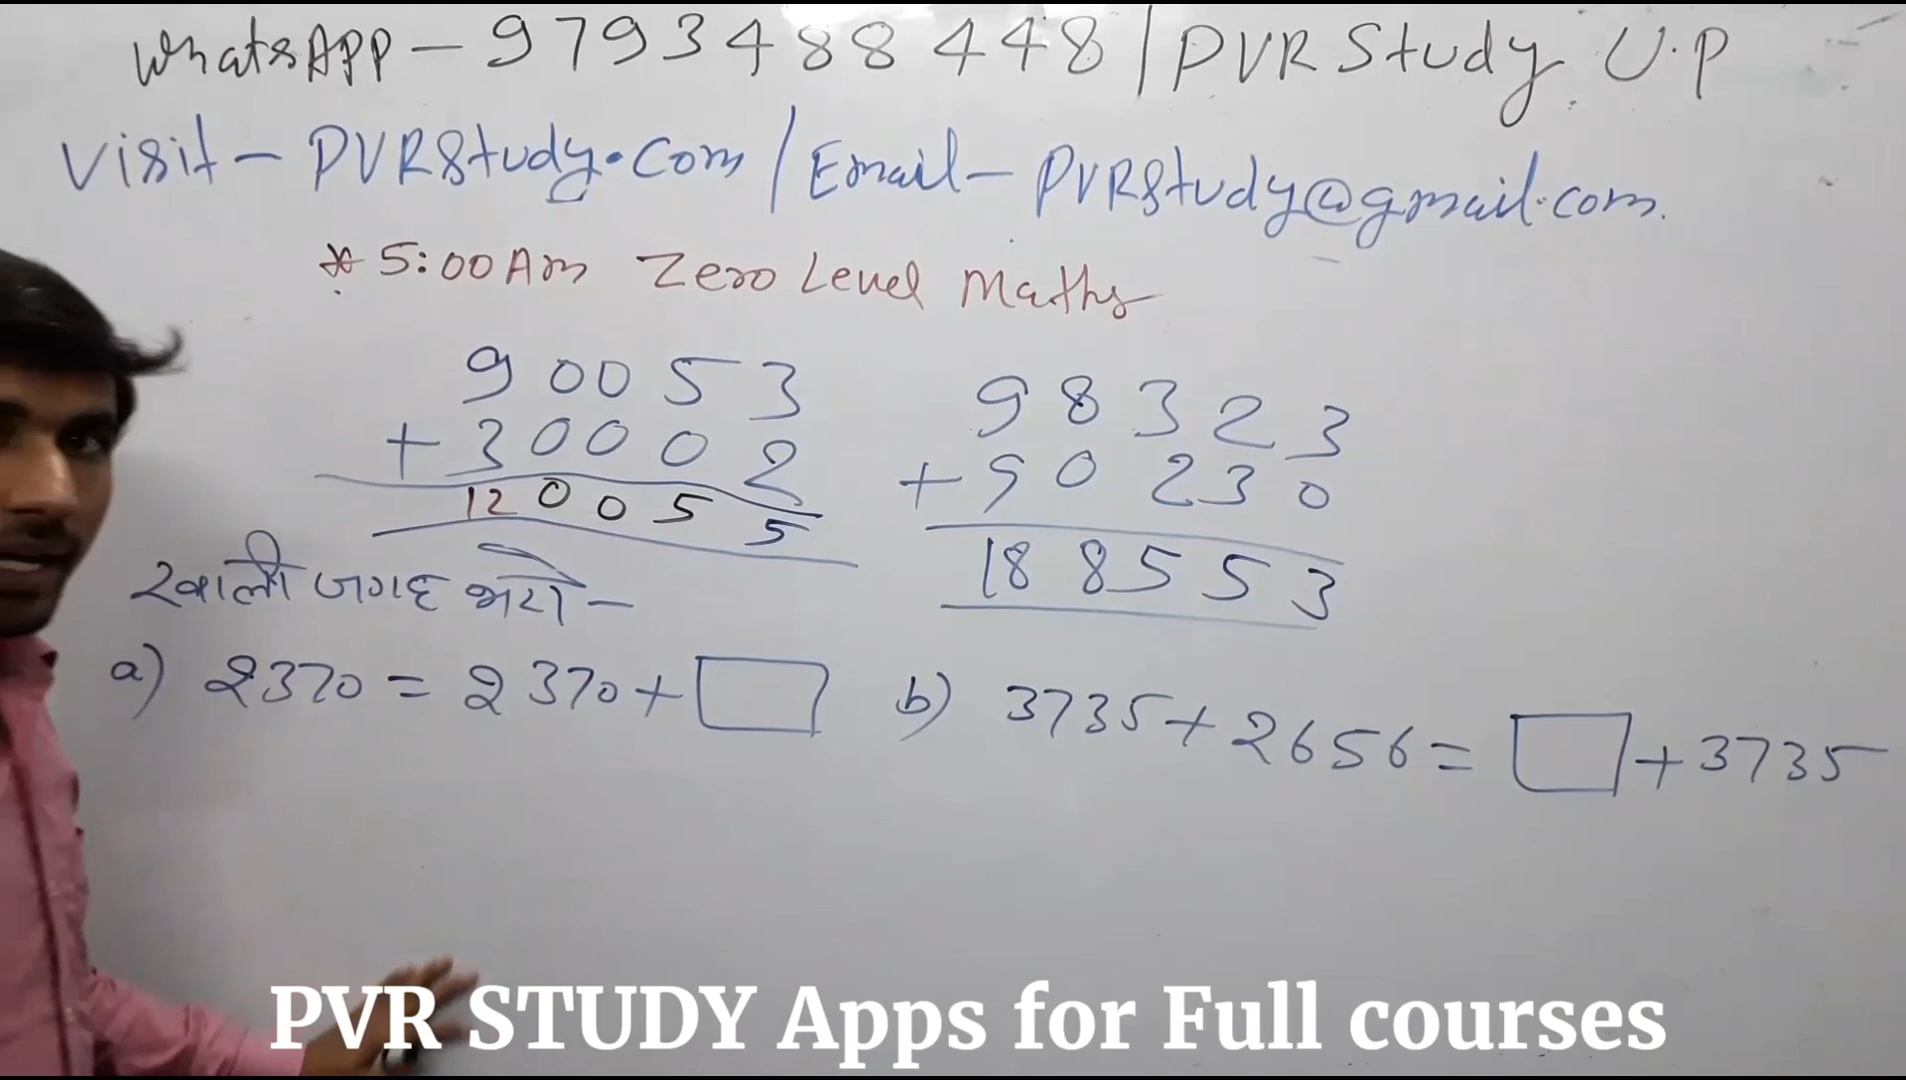 WhatsAPP - 9793488448 / PVR Study U.P
Visit - PVRStudy.Com / Email - PVRStudy@gmail.com.
* 5:00 Am Zero Level Maths
90053
+ 30002
120055
98323
+ 90230
188553
खाली जगह भरो -
a) 2370 = 2370 + □
b) 3735 + 2656 = □ + 3735
PVR STUDY Apps for Full courses